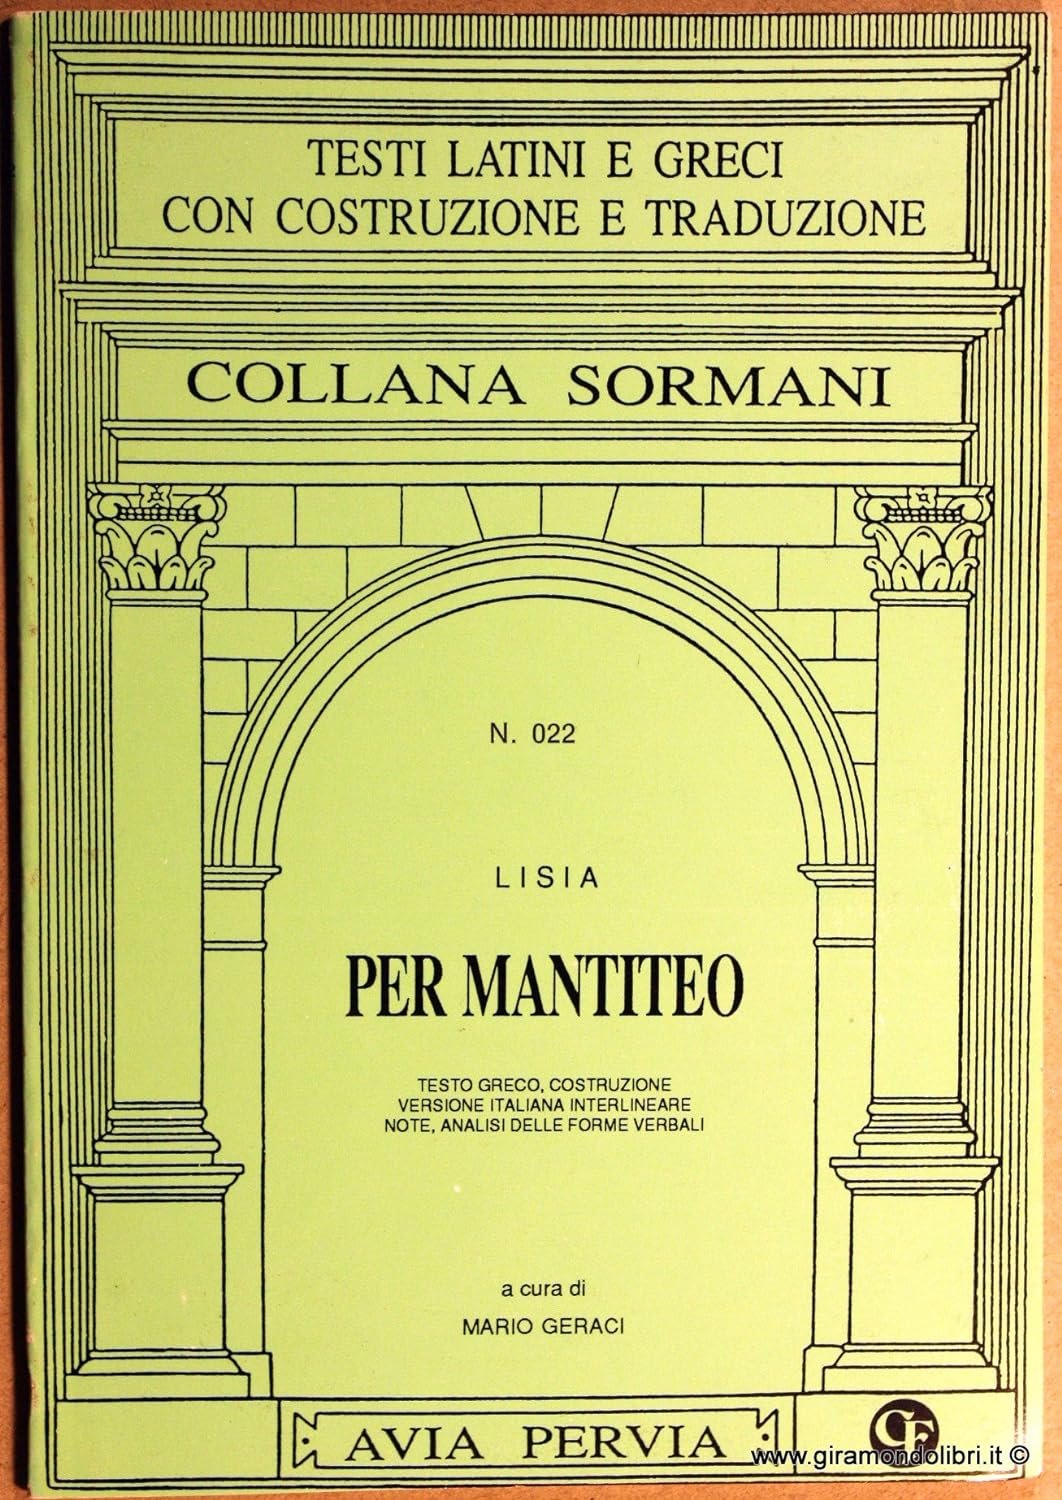 TESTI LATINI E GRECI
CON COSTRUZIONE E TRADUZIONE
COLLANA SORMANI
N. 022
LISIA
PER MANTITEO
TESTO GRECO, COSTRUZIONE
VERSIONE ITALIANA INTERLINEARE
NOTE, ANALISI DELLE FORME VERBALI
a cura di
MARIO GERACI
AVIA PERVIA
GF
www.giramondolibri.it ©